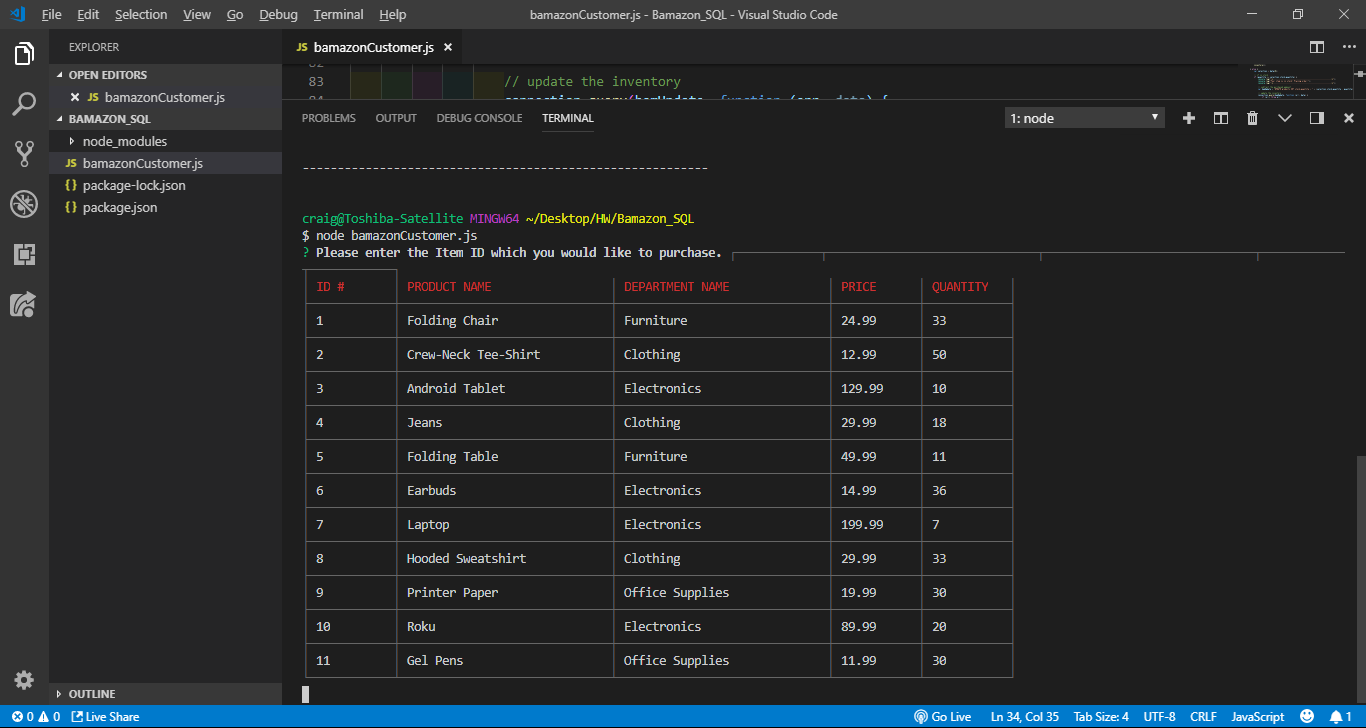 File Edit Selection View Go Debug Terminal Help
bamazonCustomer.js - Bamazon_SQL - Visual Studio Code
EXPLORER
OPEN EDITORS
JS bamazonCustomer.js
BAMAZON_SQL
node_modules
JS bamazonCustomer.js
{} package-lock.json
{} package.json
OUTLINE
JS bamazonCustomer.js
83 // update the inventory
PROBLEMS OUTPUT DEBUG CONSOLE TERMINAL
1: node
----------------------------------------------------------
craig@Toshiba-Satellite MINGW64 ~/Desktop/HW/Bamazon_SQL
$ node bamazonCustomer.js
? Please enter the Item ID which you would like to purchase.
ID # PRODUCT NAME DEPARTMENT NAME PRICE QUANTITY
1 Folding Chair Furniture 24.99 33
2 Crew-Neck Tee-Shirt Clothing 12.99 50
3 Android Tablet Electronics 129.99 10
4 Jeans Clothing 29.99 18
5 Folding Table Furniture 49.99 11
6 Earbuds Electronics 14.99 36
7 Laptop Electronics 199.99 7
8 Hooded Sweatshirt Clothing 29.99 33
9 Printer Paper Office Supplies 19.99 30
10 Roku Electronics 89.99 20
11 Gel Pens Office Supplies 11.99 30
0 0 Live Share
Go Live Ln 34, Col 35 Tab Size: 4 UTF-8 CRLF JavaScript 1